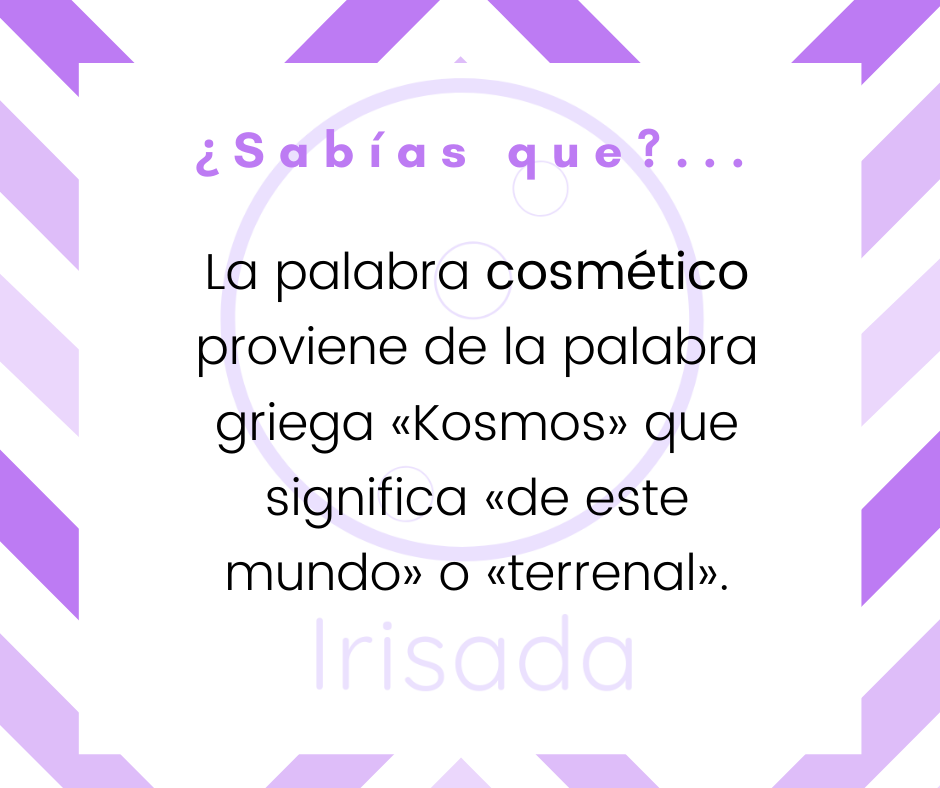 ¿Sabías que?...
La palabra cosmético
proviene de la palabra
griega «Kosmos» que
significa «de este
mundo» o «terrenal».
Irisada